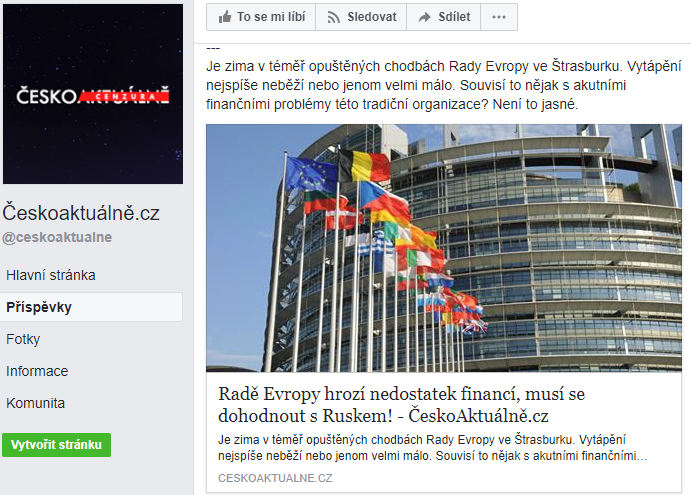 To se mi líbí
Sledovat
Sdílet
---
Je zima v téměř opuštěných chodbách Rady Evropy ve Štrasburku. Vytápění
nejspíše neběží nebo jenom velmi málo. Souvisí to nějak s akutními
finančními problémy této tradiční organizace? Není to jasné.
ČESKOAKTUÁLNĚ
CENZURA
Českoaktuálně.cz
@ceskoaktualne
Hlavní stránka
Příspěvky
Fotky
Informace
Komunita
Vytvořit stránku
Radě Evropy hrozí nedostatek financí, musí se
dohodnout s Ruskem! - ČeskoAktuálně.cz
Je zima v téměř opuštěných chodbách Rady Evropy ve Štrasburku. Vytápění
nejspíše neběží nebo jenom velmi málo. Souvisí to nějak s akutními finančními…
CESKOAKTUALNE.CZ